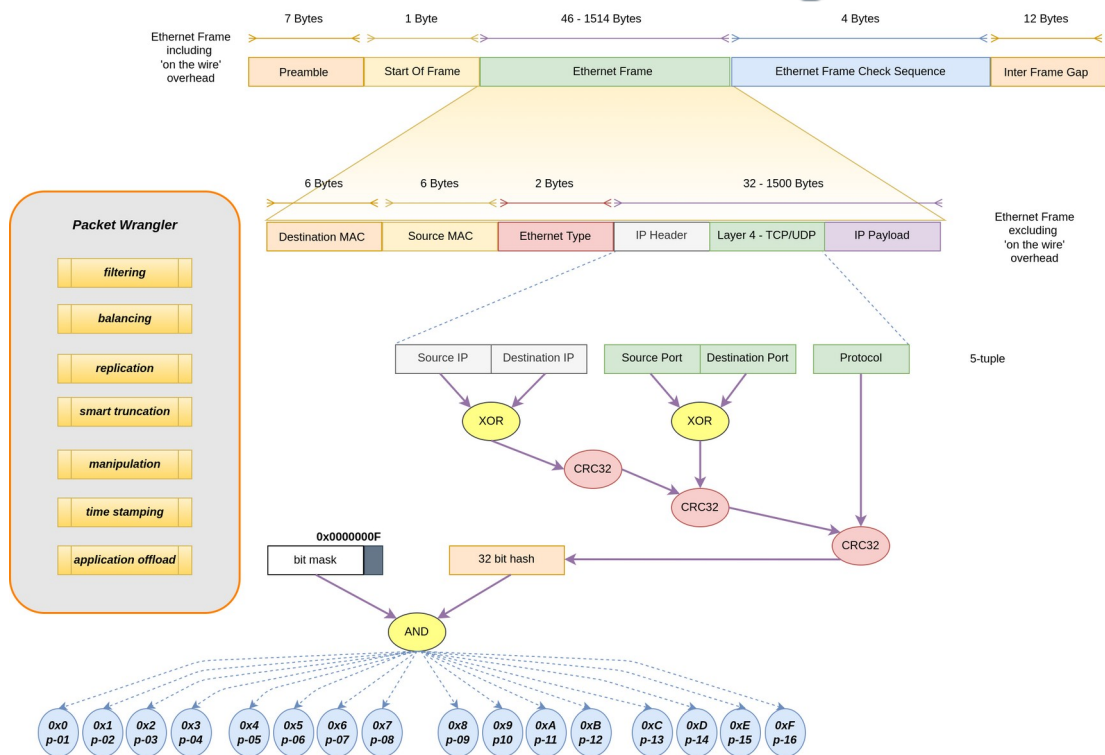 7 Bytes
1 Byte
46 - 1514 Bytes
4 Bytes
12 Bytes
Ethernet Frame
including
'on the wire'
overhead
Preamble
Start Of Frame
Ethernet Frame
Ethernet Frame Check Sequence
Inter Frame Gap
6 Bytes
6 Bytes
2 Bytes
32 - 1500 Bytes
Destination MAC
Source MAC
Ethernet Type
IP Header
Layer 4 - TCP/UDP
IP Payload
Ethernet Frame
excluding
'on the wire'
overhead
Packet Wrangler
filtering
balancing
replication
smart truncation
manipulation
time stamping
application offload
Source IP
Destination IP
Source Port
Destination Port
Protocol
5-tuple
XOR
XOR
CRC32
CRC32
CRC32
0x0000000F
bit mask
32 bit hash
AND
0x0
p-01
0x1
p-02
0x2
p-03
0x3
p-04
0x4
p-05
0x5
p-06
0x6
p-07
0x7
p-08
0x8
p-09
0x9
p10
0xA
p-11
0xB
p-12
0xC
p-13
0xD
p-14
0xE
p-15
0xF
p-16